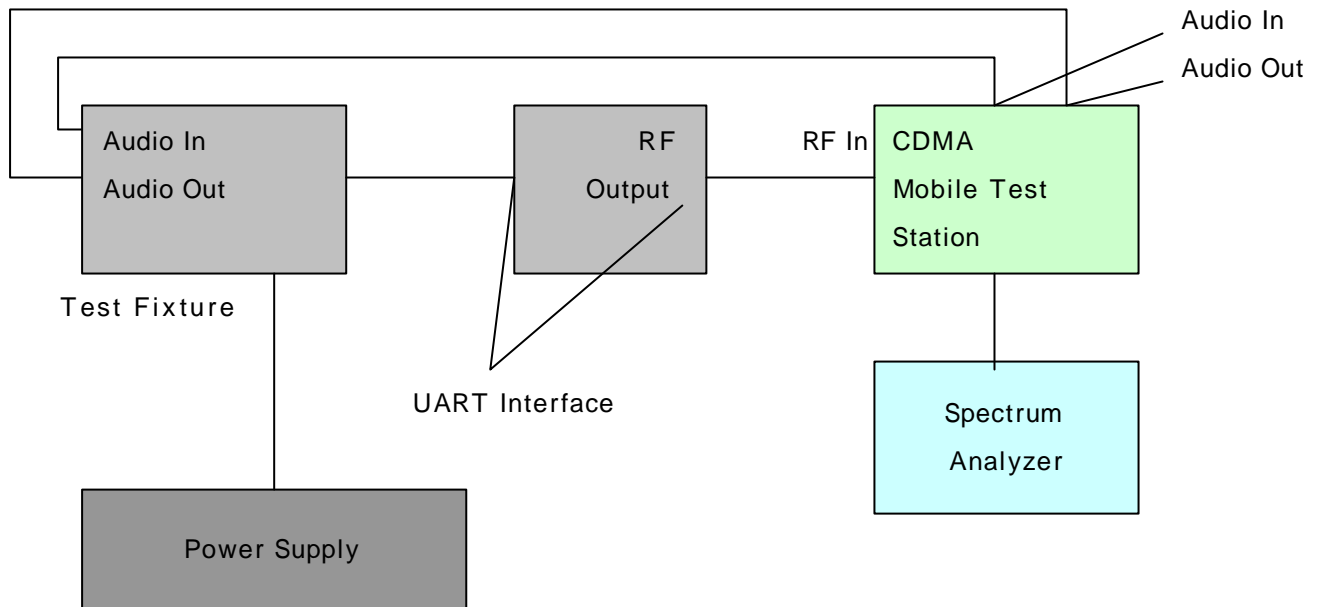 Audio In
Audio Out
Audio In
Audio Out
RF
Output
RF In
CDMA
Mobile Test
Station
Test Fixture
UART Interface
Spectrum
Analyzer
Power Supply